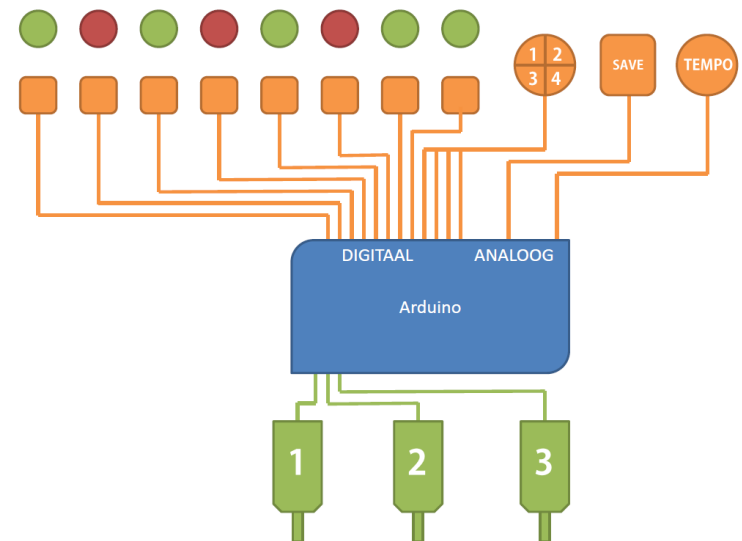 1 2
3 4
SAVE
TEMPO
DIGITAAL
ANALOOG
Arduino
1
2
3